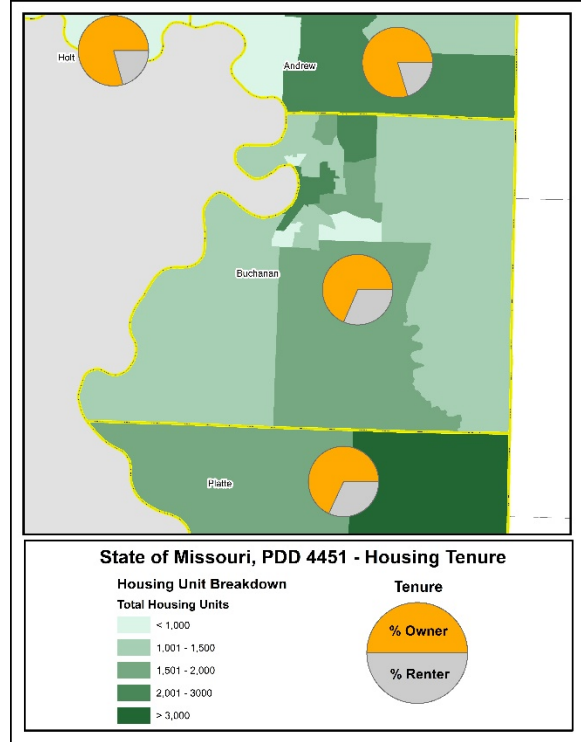 Holt
Andrew
Buchanan
Platte
State of Missouri, PDD 4451 - Housing Tenure
Housing Unit Breakdown
Total Housing Units
< 1,000
1,001 - 1,500
1,501 - 2,000
2,001 - 3000
> 3,000
Tenure
% Owner
% Renter